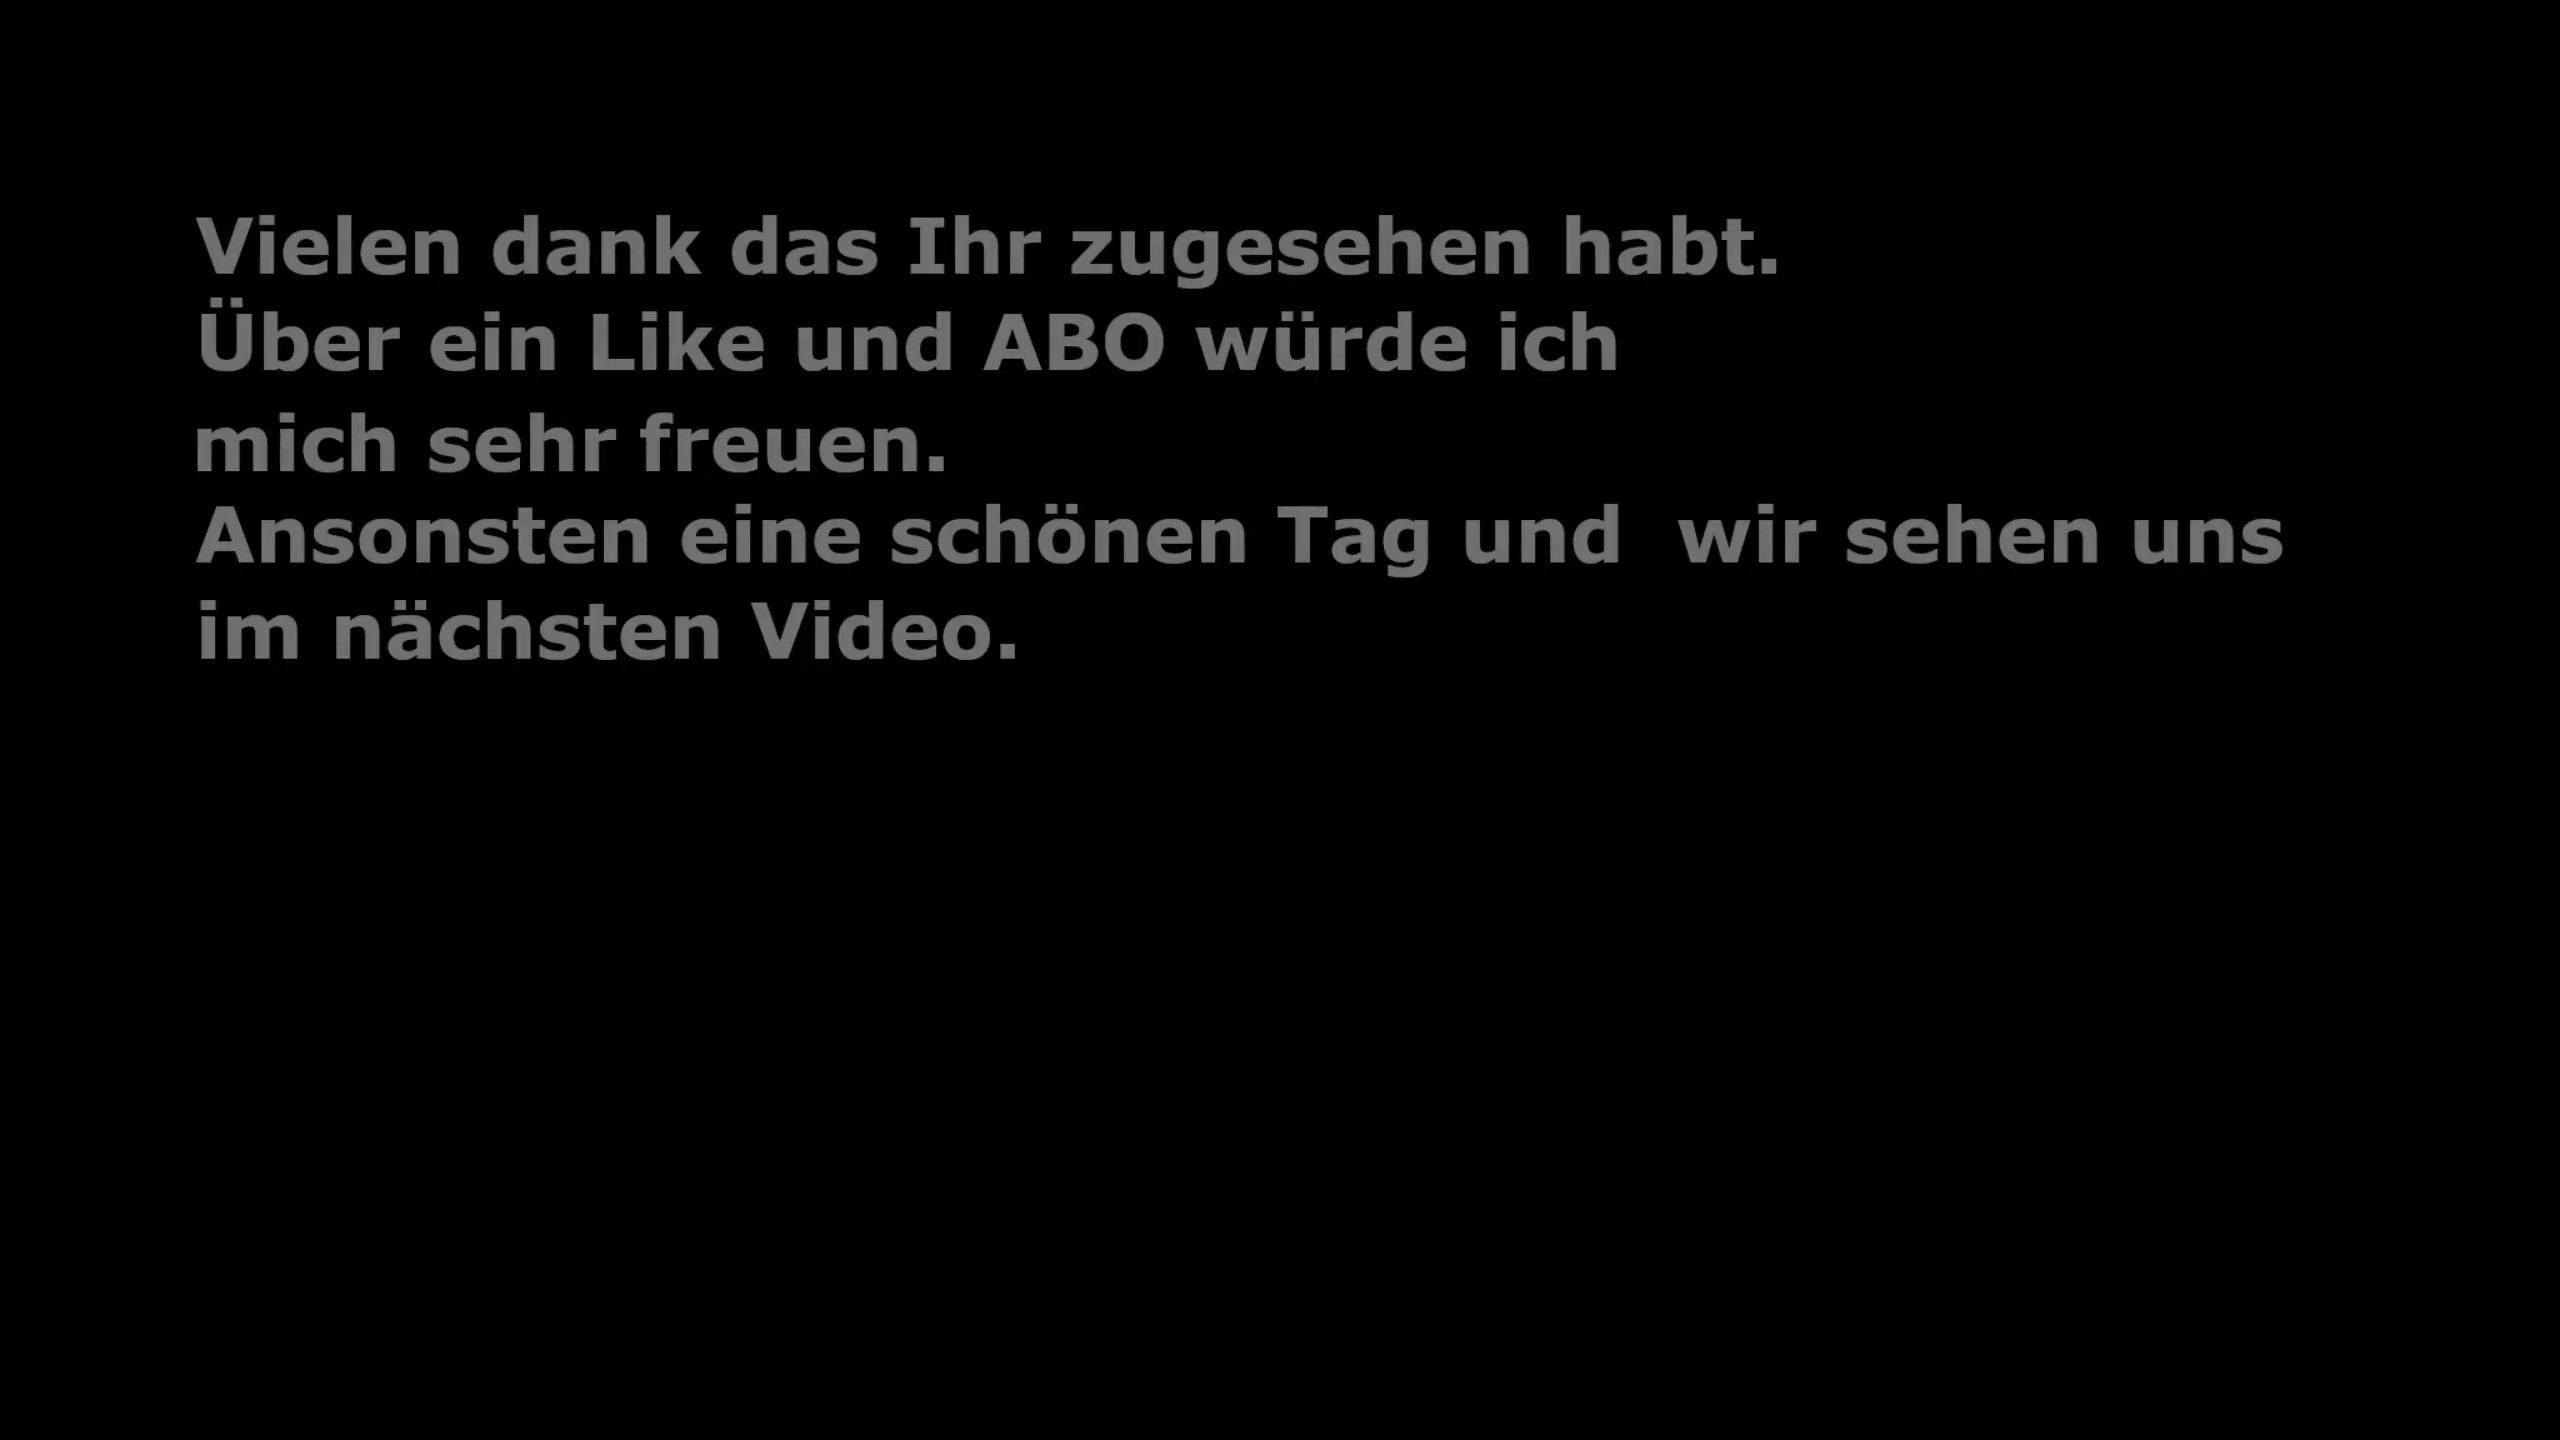 Vielen dank das Ihr zugesehen habt.
Über ein Like und ABO würde ich
mich sehr freuen.
Ansonsten eine schönen Tag und  wir sehen uns
im nächsten Video.